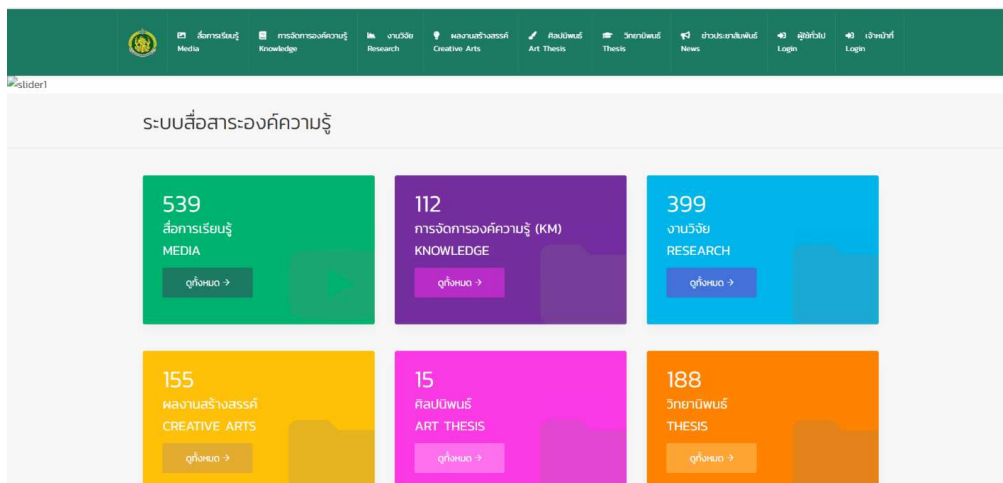 สื่อการเรียนรู้
Media
การจัดการองค์ความรู้
Knowledge
งานวิจัย
Research
ผลงานสร้างสรรค์
Creative Arts
ศิลปนิพนธ์
Art Thesis
วิทยานิพนธ์
Thesis
ข่าวประชาสัมพันธ์
News
ผู้ใช้ทั่วไป
Login
เจ้าหน้าที่
Login
slider1
ระบบสื่อสาระองค์ความรู้
539
สื่อการเรียนรู้
MEDIA
ดูทั้งหมด →
112
การจัดการองค์ความรู้ (KM)
KNOWLEDGE
ดูทั้งหมด →
399
งานวิจัย
RESEARCH
ดูทั้งหมด →
155
ผลงานสร้างสรรค์
CREATIVE ARTS
ดูทั้งหมด →
15
ศิลปนิพนธ์
ART THESIS
ดูทั้งหมด →
188
วิทยานิพนธ์
THESIS
ดูทั้งหมด →